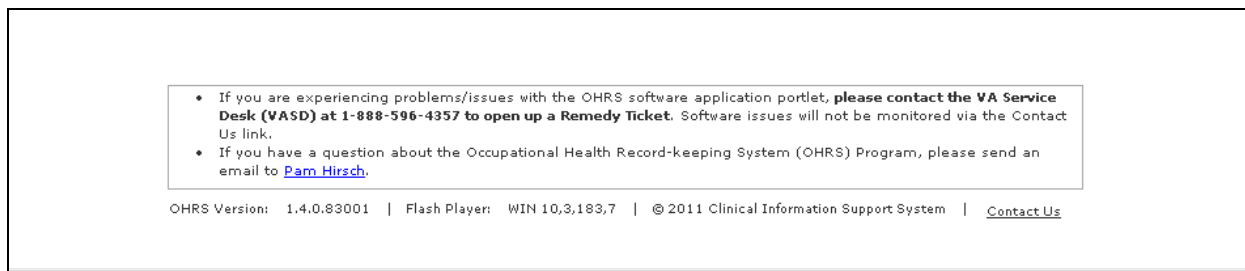 • If you are experiencing problems/issues with the OHRS software application portlet, please contact the VA Service
Desk (VASD) at 1-888-596-4357 to open up a Remedy Ticket. Software issues will not be monitored via the Contact
Us link.
• If you have a question about the Occupational Health Record-keeping System (OHRS) Program, please send an
email to Pam Hirsch.
OHRS Version: 1.4.0.83001 | Flash Player: WIN 10,3,183,7 | © 2011 Clinical Information Support System | Contact Us